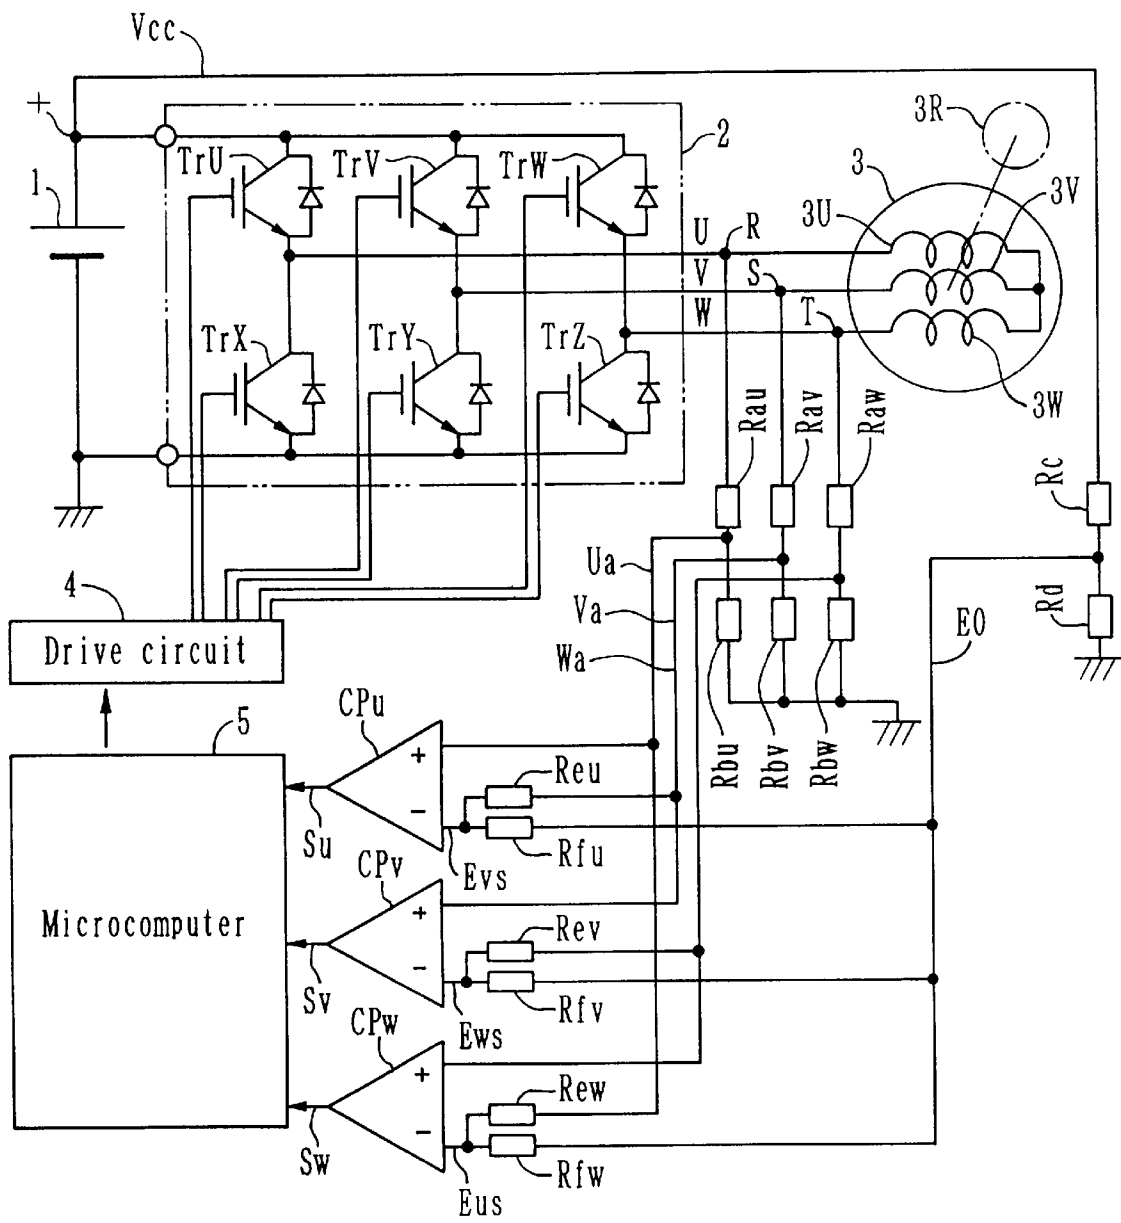 Vcc
+
1
TrU
TrV
TrW
2
3R
3
3V
3U
U
R
V
S
W
T
TrX
TrY
TrZ
3W
Rau
Rav
Raw
Rc
Ua
4
Va
Rd
E0
Drive circuit
Wa
5
CPu
Rbu
Rbv
Rbw
+
Reu
-
Su
Rfu
CPv
Evs
+
Microcomputer
Rev
-
Sv
Rfv
CPw
Ews
+
Rew
-
Sw
Rfw
Eus